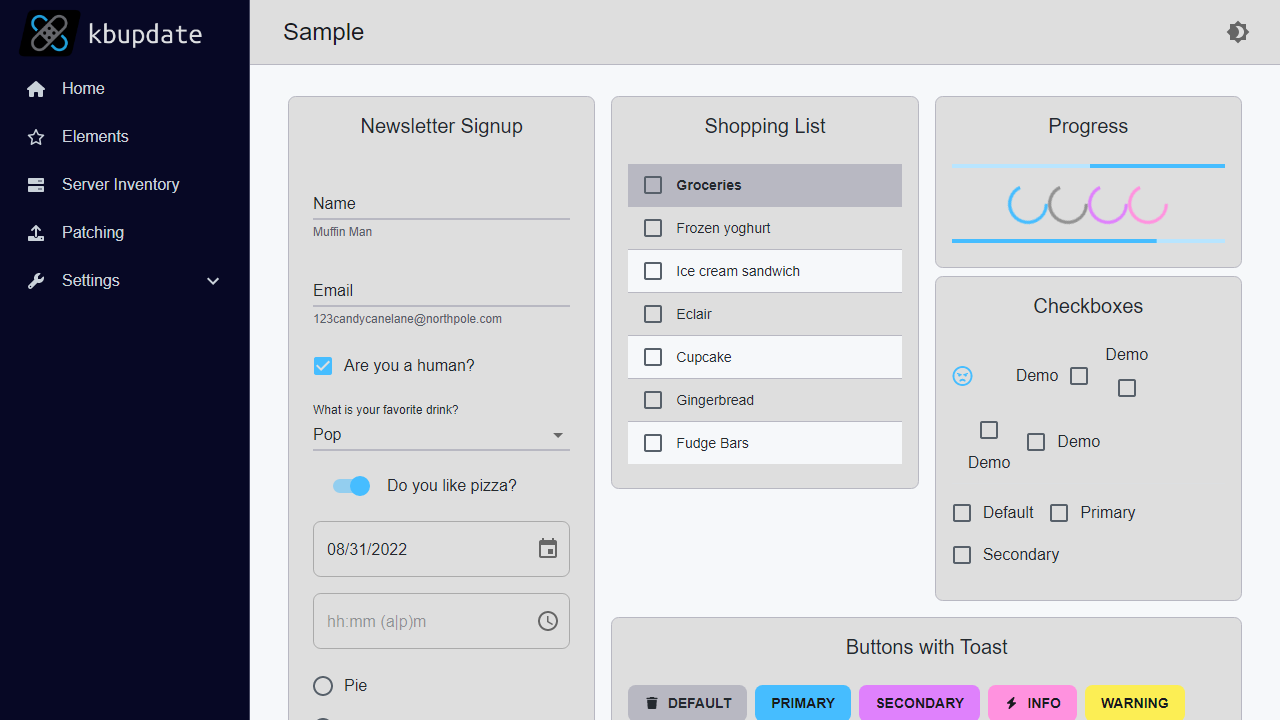 kbupdate
Home
Elements
Server Inventory
Patching
Settings
Sample
Newsletter Signup
Name
Muffin Man
Email
123candycanelane@northpole.com
Are you a human?
What is your favorite drink?
Pop
Do you like pizza?
08/31/2022
hh:mm (a|p)m
Pie
Shopping List
Groceries
Frozen yoghurt
Ice cream sandwich
Eclair
Cupcake
Gingerbread
Fudge Bars
Progress
Checkboxes
Demo
Demo
Demo
Demo
Default Primary
Secondary
Buttons with Toast
DEFAULT PRIMARY SECONDARY INFO WARNING